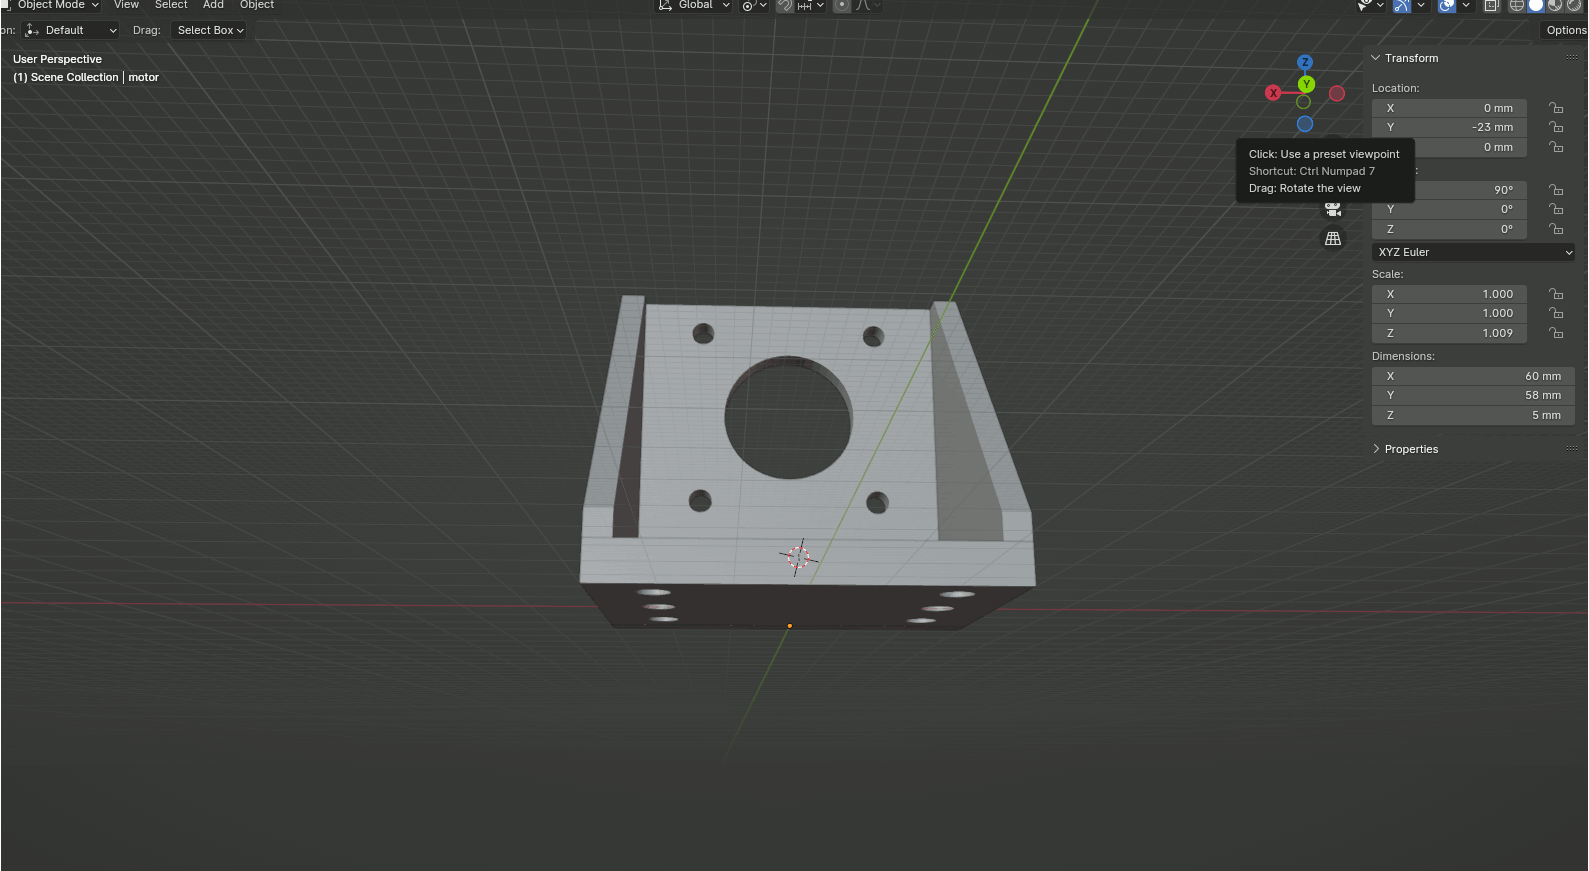 Object Mode View Select Add Object Global
on: Default Drag: Select Box Options
User Perspective
(1) Scene Collection | motor
Z
Y
X
Click: Use a preset viewpoint
Shortcut: Ctrl Numpad 7
Drag: Rotate the view
Transform
Location:
X 0 mm
Y -23 mm
0 mm
:
90°
Y 0°
Z 0°
XYZ Euler
Scale:
X 1.000
Y 1.000
Z 1.009
Dimensions:
X 60 mm
Y 58 mm
Z 5 mm
Properties